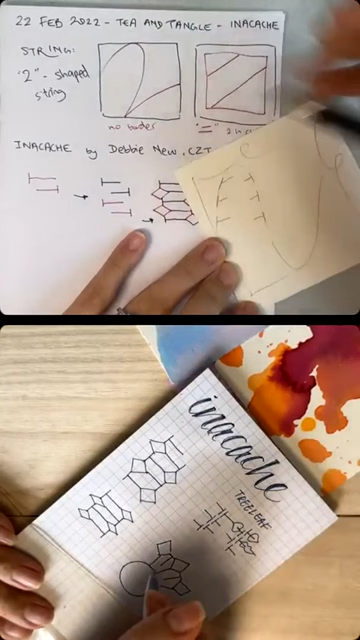 22 FEB 2022 - TEA AND TANGLE - INACACHE
STRING:
"2" - shaped
string
no border
INACACHE by Debbie New, CZT
inacache
TREELEAF